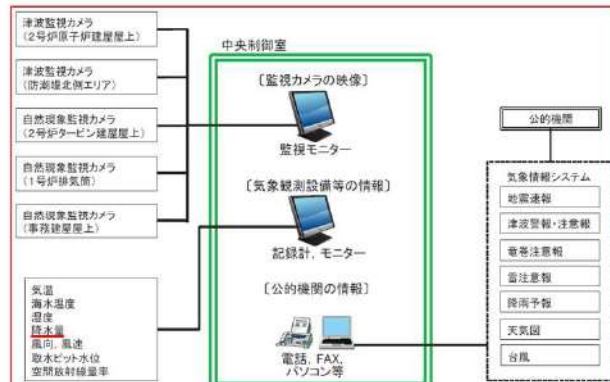 津波監視カメラ
(2号炉原子炉建屋屋上)
津波監視カメラ
(防潮堤北側エリア)
自然現象監視カメラ
(2号炉タービン建屋屋上)
自然現象監視カメラ
(1号炉排気筒)
自然現象監視カメラ
(事務建屋屋上)
気温
海水温度
湿度
降水量
風向，風速
取水ピット水位
空間放射線量率
中央制御室
〔監視カメラの映像〕
監視モニター
〔気象観測設備等の情報〕
記録計，モニター
〔公的機関の情報〕
電話，FAX，
パソコン等
公的機関
気象情報システム
地震速報
津波警報・注意報
竜巻注意報
雷注意報
降雨予報
天気図
台風